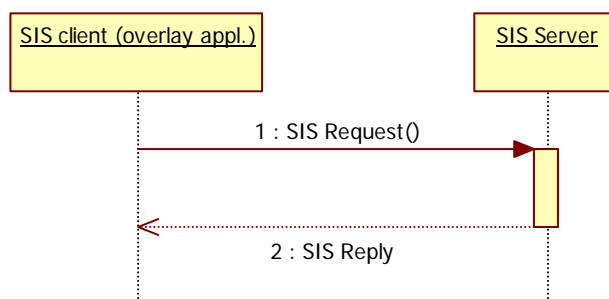 SIS client (overlay appl.)
SIS Server
1 : SIS Request()
2 : SIS Reply